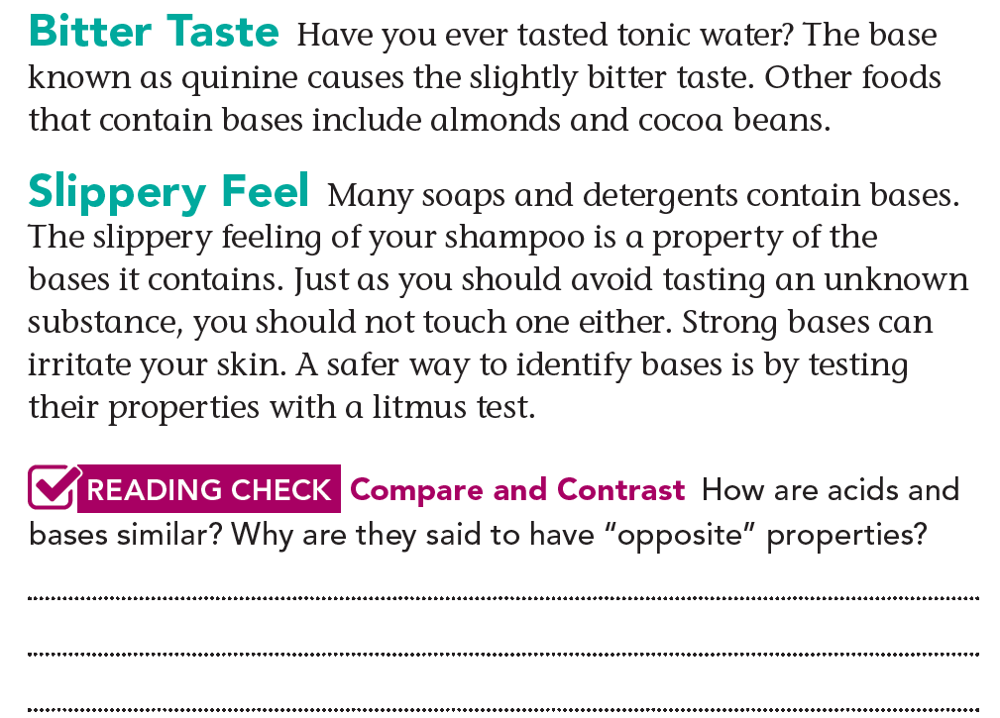 Bitter Taste Have you ever tasted tonic water? The base
known as quinine causes the slightly bitter taste. Other foods
that contain bases include almonds and cocoa beans.
Slippery Feel Many soaps and detergents contain bases.
The slippery feeling of your shampoo is a property of the
bases it contains. Just as you should avoid tasting an unknown
substance, you should not touch one either. Strong bases can
irritate your skin. A safer way to identify bases is by testing
their properties with a litmus test.
READING CHECK Compare and Contrast How are acids and
bases similar? Why are they said to have “opposite” properties?